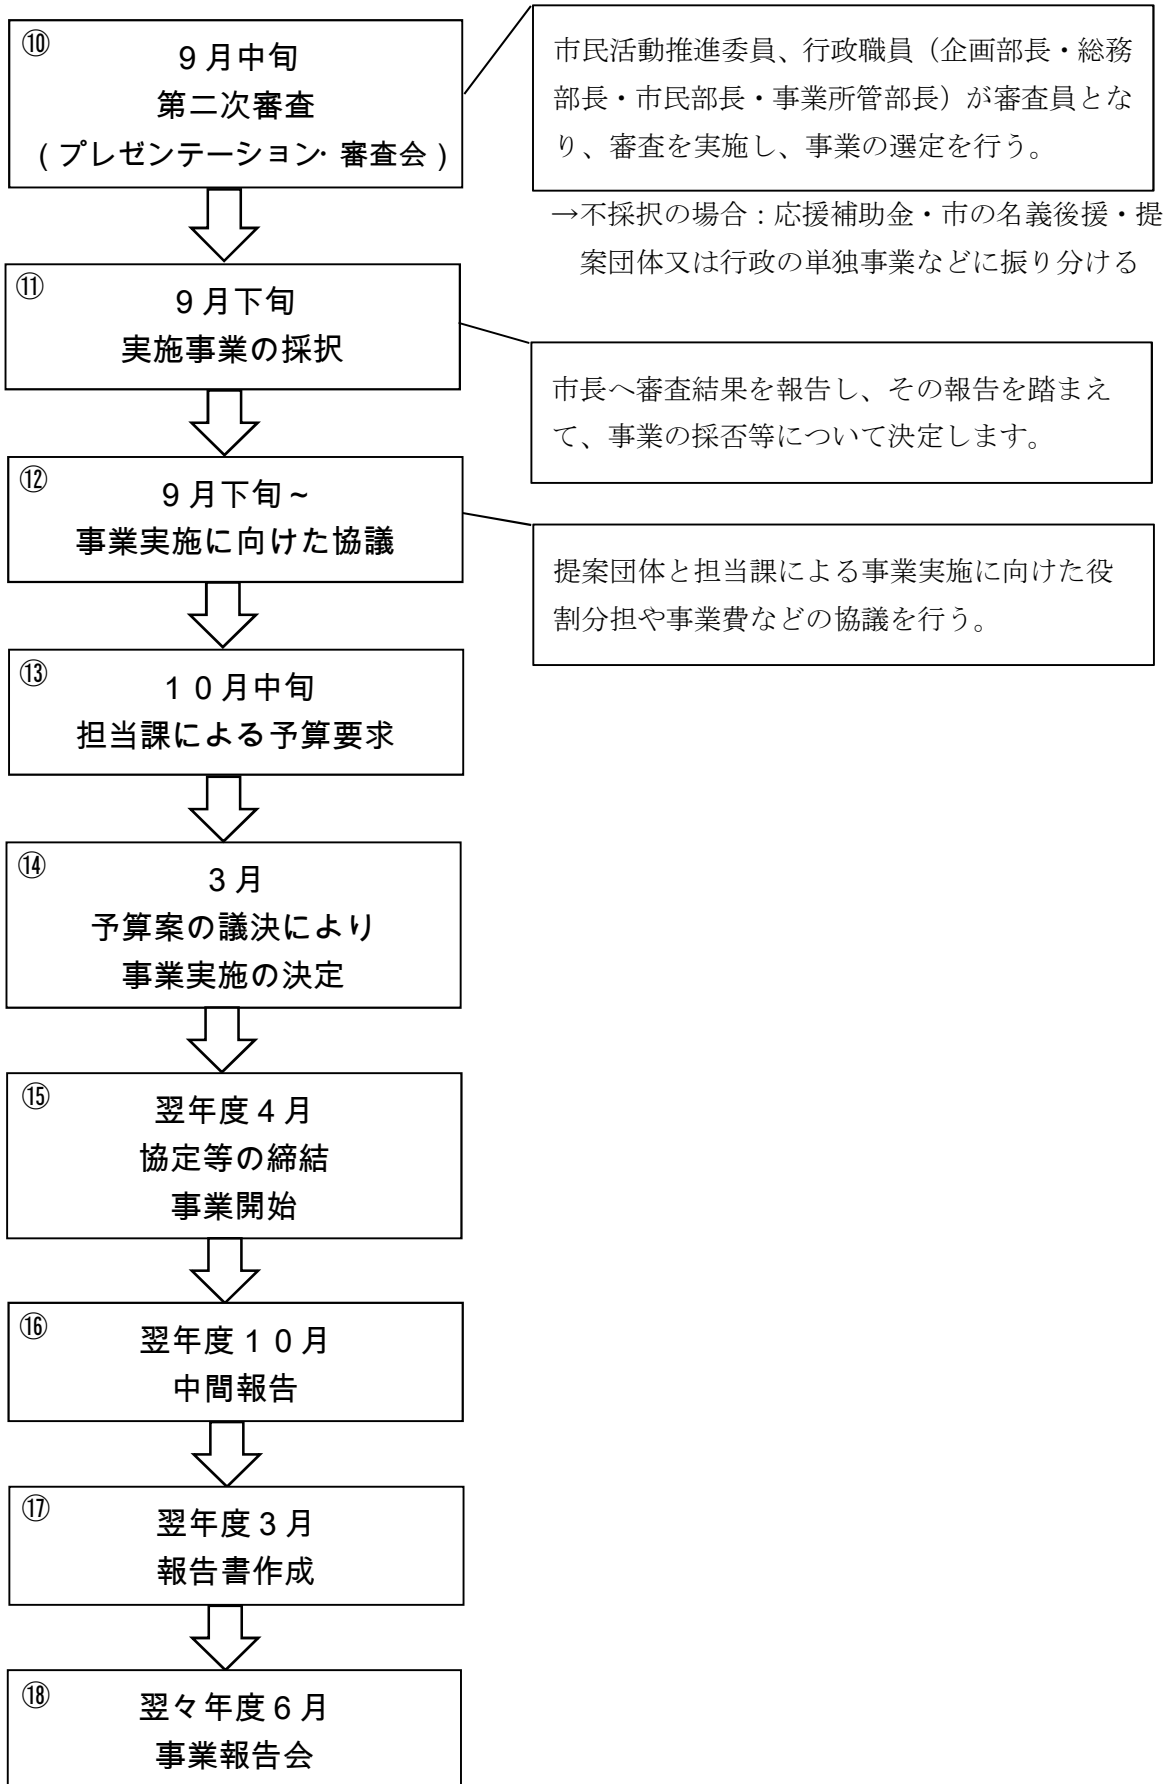 ⑩
9月中旬
第二次審査
(プレゼンテーション・審査会)
市民活動推進委員、行政職員（企画部長・総務
部長・市民部長・事業所管部長）が審査員とな
り、審査を実施し、事業の選定を行う。
→不採択の場合：応援補助金・市の名義後援・提
案団体又は行政の単独事業などに振り分ける
⑪
9月下旬
実施事業の採択
市長へ審査結果を報告し、その報告を踏まえ
て、事業の採否等について決定します。
⑫
9月下旬~
事業実施に向けた協議
提案団体と担当課による事業実施に向けた役
割分担や事業費などの協議を行う。
⑬
10月中旬
担当課による予算要求
⑭
3月
予算案の議決により
事業実施の決定
⑮
翌年度4月
協定等の締結
事業開始
⑯
翌年度10月
中間報告
⑰
翌年度3月
報告書作成
⑱
翌々年度6月
事業報告会